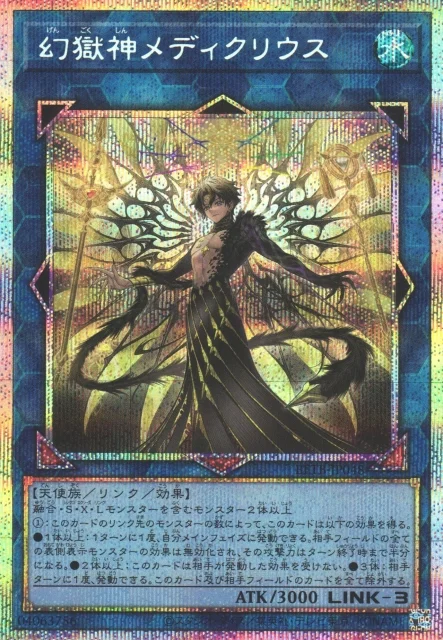 げん ごく しん
幻獄神メディクリウス
水
【天使族／リンク／効果】
融合・S・X・Lモンスターを含むモンスター2体以上
①：このカードのリンク先のモンスターの数によって、このカードは以下の効果を得る。
●1体以上：1ターンに1度、自分メインフェイズに発動できる。相手フィールドの全て
の表側表示モンスターの効果は無効化され、その攻撃力はターン終了時まで半分
になる。●2体以上：このカードは相手が発動した効果を受けない。●3体：相手
ターンに1度、発動できる。このカード及び相手フィールドのカードを全て除外する。
ATK/3000 LINK-3